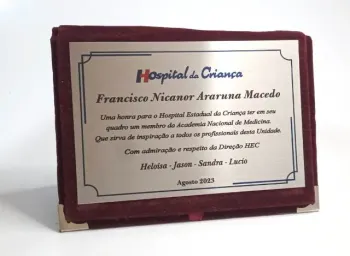 Hospital da Criança
Francisco Nicanor Araruna Macedo
Uma honra para o Hospital Estadual da Criança ter em seu
quadro um membro da Academia Nacional de Medicina.
Que sirva de inspiração a todos os profissionais desta Unidade.
Com admiração e respeito da Direção HEC
Heloisa - Jason - Sandra - Lucio
Agosto 2023